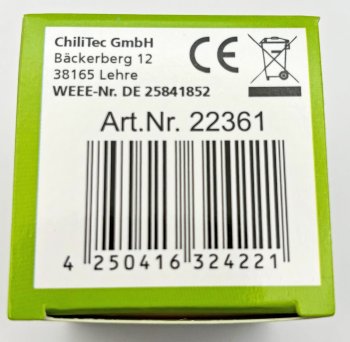 ChiliTec GmbH
Bäckerberg 12
38165 Lehre
WEEE-Nr. DE 25841852
CE
Art.Nr. 22361
4 250416 324221